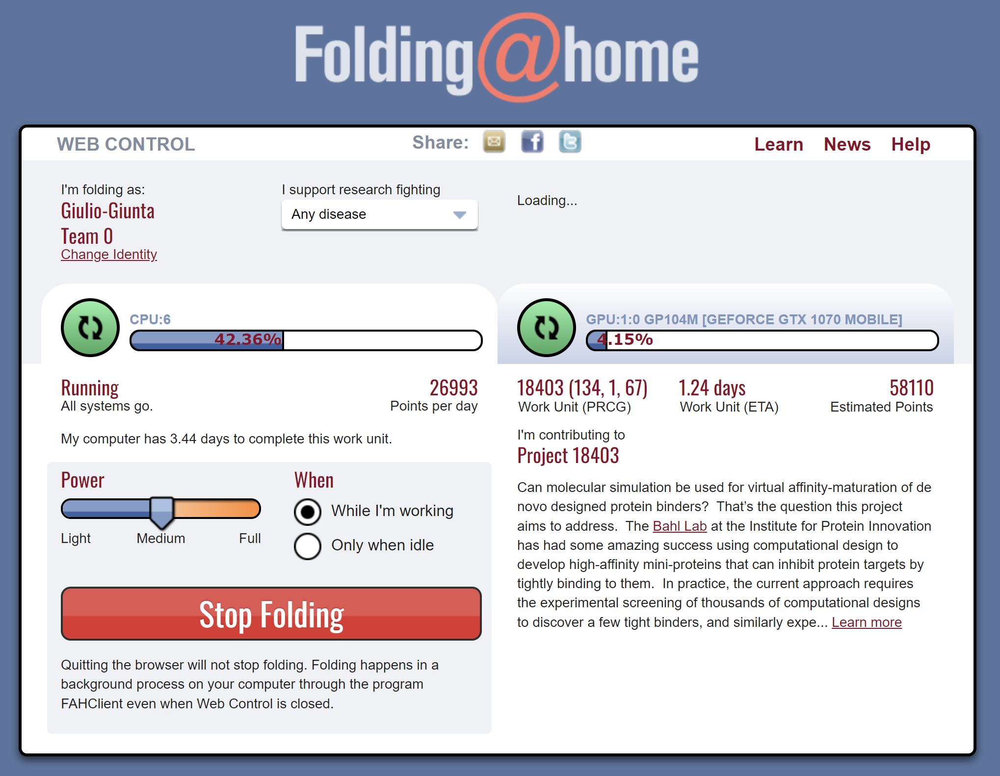 Folding@home
WEB CONTROL
Share:
Learn News Help
I'm folding as:
Giulio-Giunta
Team 0
Change Identity
I support research fighting
Any disease
Loading...
CPU:6
42.36%
GPU:1:0 GP104M [GEFORCE GTX 1070 MOBILE]
4.15%
Running
All systems go.
26993
Points per day
My computer has 3.44 days to complete this work unit.
Power
Light Medium Full
When
While I'm working
Only when idle
Stop Folding
Quitting the browser will not stop folding. Folding happens in a
background process on your computer through the program
FAHClient even when Web Control is closed.
18403 (134, 1, 67)
Work Unit (PRCG)
1.24 days
Work Unit (ETA)
58110
Estimated Points
I'm contributing to
Project 18403
Can molecular simulation be used for virtual affinity-maturation of de
novo designed protein binders?  That’s the question this project
aims to address.  The Bahl Lab at the Institute for Protein Innovation
has had some amazing success using computational design to
develop high-affinity mini-proteins that can inhibit protein targets by
tightly binding to them.  In practice, the current approach requires
the experimental screening of thousands of computational designs
to discover a few tight binders, and similarly expe... Learn more